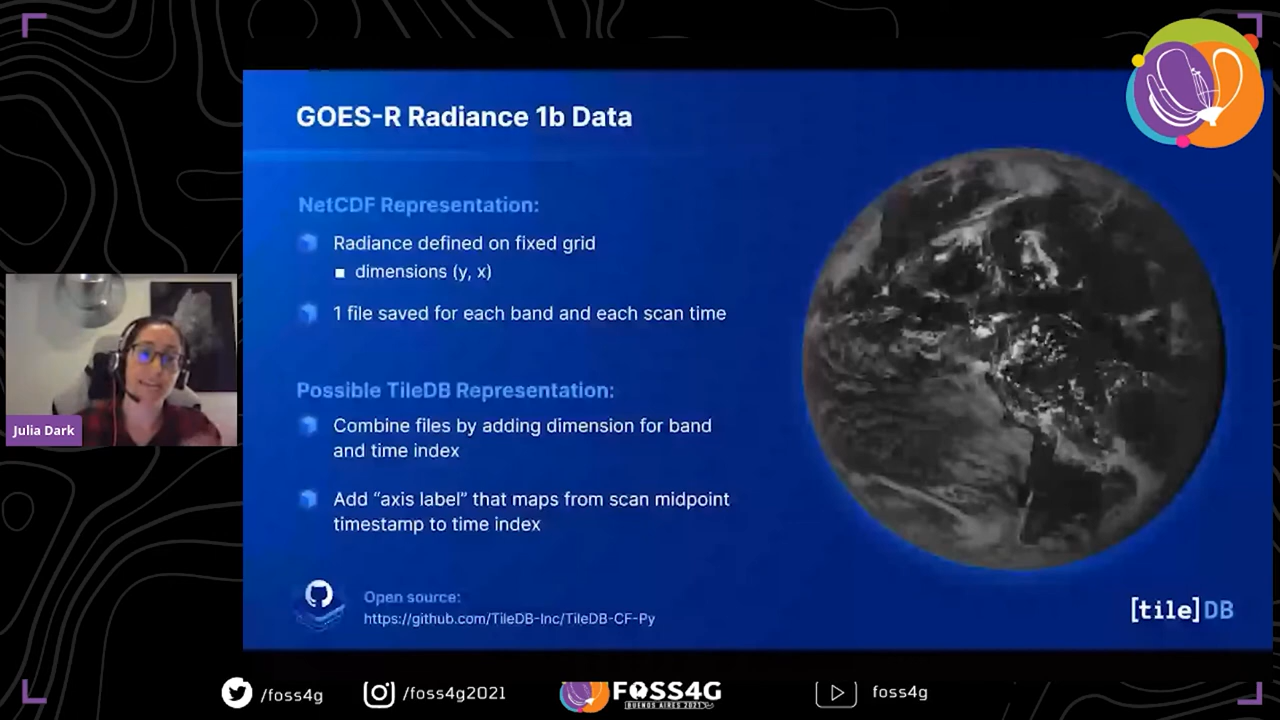 GOES-R Radiance 1b Data
NetCDF Representation:
Radiance defined on fixed grid
dimensions (y, x)
1 file saved for each band and each scan time
Possible TileDB Representation:
Combine files by adding dimension for band
and time index
Add “axis label” that maps from scan midpoint
timestamp to time index
Open source:
https://github.com/TileDB-Inc/TileDB-CF-Py
[tile]DB
Julia Dark
/foss4g
/foss4g2021
FOSS4G
BUENOS AIRES 2021
foss4g